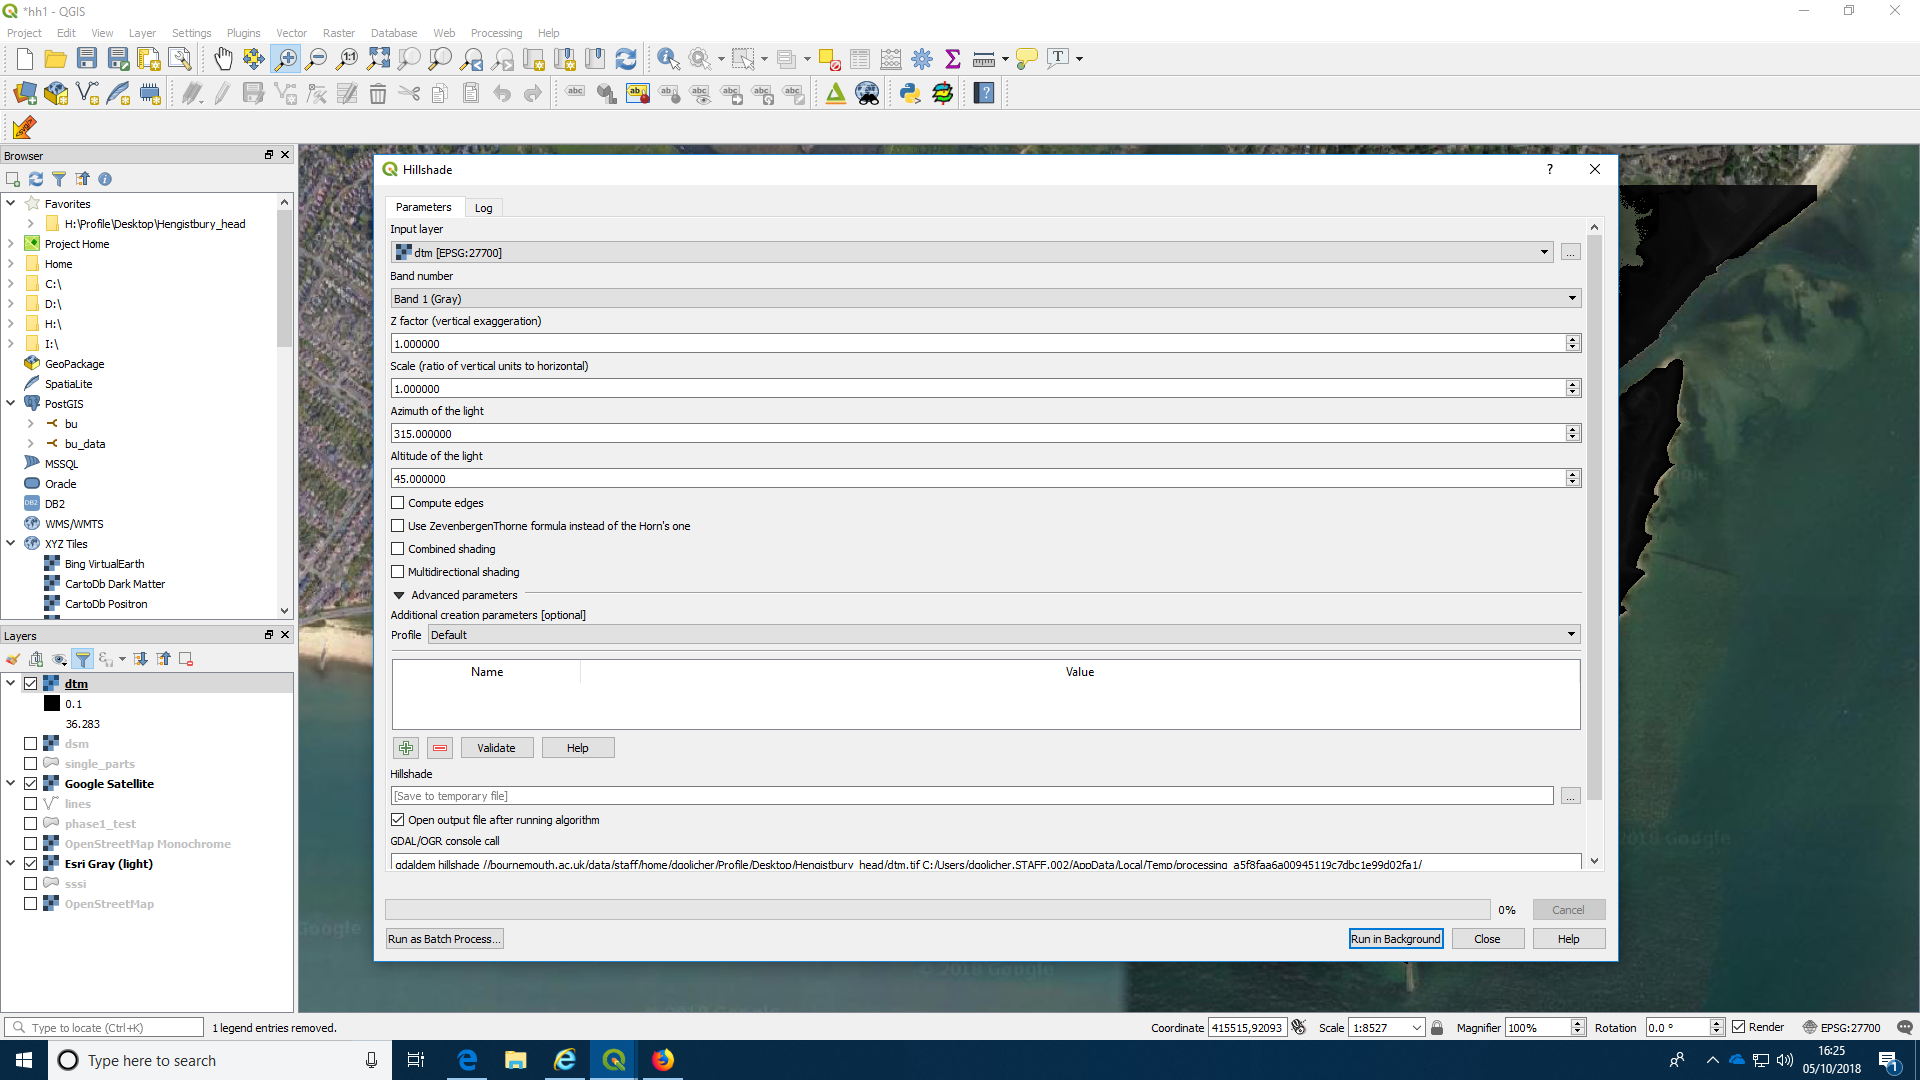 *hh1 - QGIS
Project Edit View Layer Settings Plugins Vector Raster Database Web Processing Help
Browser
Favorites
H:\Profile\Desktop\Hengistbury_head
Project Home
Home
C:\
D:\
H:\
I:\
GeoPackage
SpatiaLite
PostGIS
bu
bu_data
MSSQL
Oracle
DB2
WMS/WMTS
XYZ Tiles
Bing VirtualEarth
CartoDb Dark Matter
CartoDb Positron
Layers
dtm
0.1
36.283
dsm
single_parts
Google Satellite
lines
phase1_test
OpenStreetMap Monochrome
Esri Gray (light)
sssi
OpenStreetMap
Hillshade
Parameters Log
Input layer
dtm [EPSG:27700]
...
Band number
Band 1 (Gray)
Z factor (vertical exaggeration)
1.000000
Scale (ratio of vertical units to horizontal)
1.000000
Azimuth of the light
315.000000
Altitude of the light
45.000000
Compute edges
Use ZevenbergenThorne formula instead of the Horn's one
Combined shading
Multidirectional shading
Advanced parameters
Additional creation parameters [optional]
Profile Default
Name Value
Validate Help
Hillshade
[Save to temporary file]
...
Open output file after running algorithm
GDAL/OGR console call
gdaldem hillshade //bournemouth.ac.uk/data/staff/home/dgolicher/Profile/Desktop/Hengistbury_head/dtm.tif C:/Users/dgolicher.STAFF.002/AppData/Local/Temp/processing_a5f8faa6a00945119c7dbc1e99d02fa1/
0% Cancel
Run as Batch Process... Run in Background Close Help
Google
© 2018 Google
2018 Google
Type to locate (Ctrl+K) 1 legend entries removed. Coordinate 415515,92093 Scale 1:8527 Magnifier 100% Rotation 0.0 ° Render EPSG:27700
Type here to search
16:25
05/10/2018
1